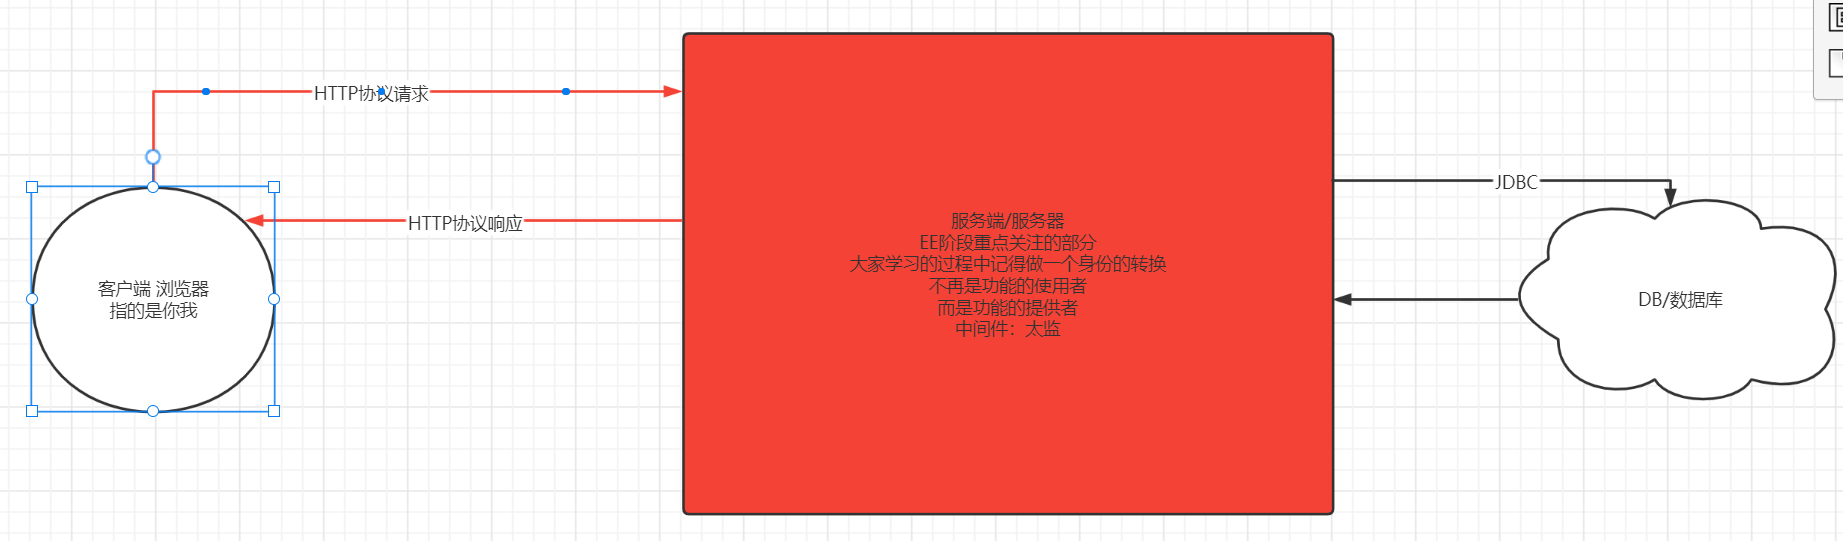 HTTP协议请求
HTTP协议响应
客户端 浏览器
指的是你我
服务端/服务器
EE阶段重点关注的部分
大家学习的过程中记得做一个身份的转换
不再是功能的使用者
而是功能的提供者
中间件：太监
JDBC
DB/数据库